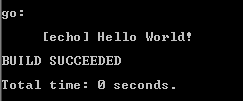 go:
[echo] Hello World!
BUILD SUCCEEDED
Total time: 0 seconds.